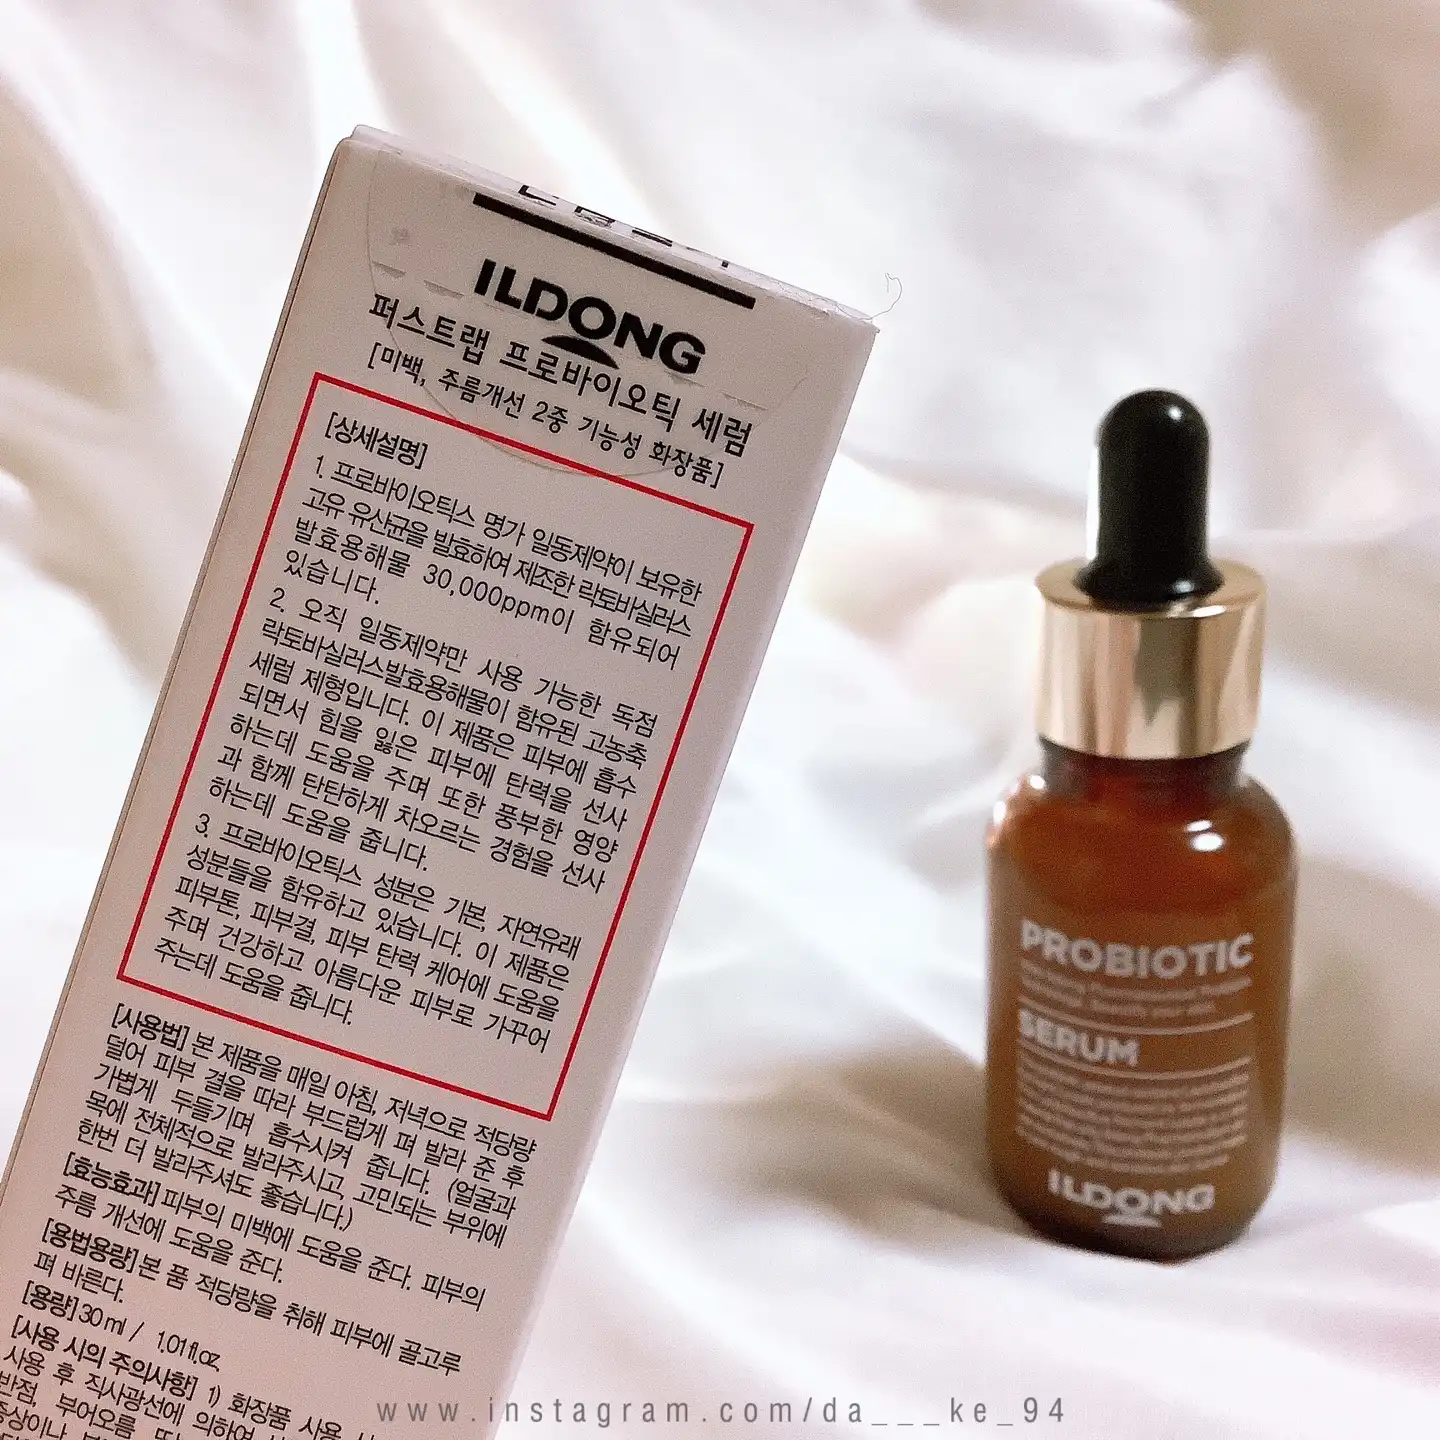 ILDONG
퍼스트랩 프로바이오틱 세럼
[미백, 주름개선 2중 기능성 화장품]
[상세설명]
1. 프로바이오틱스 명가 일동제약이 보유한
고유 유산균을 발효하여 제조한 락토바실러스
발효용해물 30,000ppm이 함유되어
있습니다.
2. 오직 일동제약만 사용 가능한 독점
락토바실러스발효용해물이 함유된 고농축
세럼 제형입니다. 이 제품은 피부에 흡수
되면서 힘을 잃은 피부에 탄력을 선사
하는데 도움을 주며 또한 풍부한 영양
과 함께 탄탄하게 차오르는 경험을 선사
하는데 도움을 줍니다.
3. 프로바이오틱스 성분은 기본, 자연유래
성분들을 함유하고 있습니다. 이 제품은
피부톤, 피부결, 피부 탄력 케어에 도움을
주며 건강하고 아름다운 피부로 가꾸어
주는데 도움을 줍니다.
[사용법] 본 제품을 매일 아침, 저녁으로 적당량
덜어 피부 결을 따라 부드럽게 펴 발라 준 후
가볍게 두들기며 흡수시켜 줍니다. (얼굴과
목에 전체적으로 발라주시고, 고민되는 부위에
한번 더 발라주셔도 좋습니다.)
[효능효과] 피부의 미백에 도움을 준다. 피부의
주름 개선에 도움을 준다.
[용법용량] 본 품 적당량을 취해 피부에 골고루
펴 바른다.
[용량] 30ml / 1.01fl.oz.
[사용 시의 주의사항] 1) 화장품 사용
사용 후 직사광선에 의하여
반점, 부어오름
PROBIOTIC
SERUM
ILDONG
www.instagram.com/da___ke_94